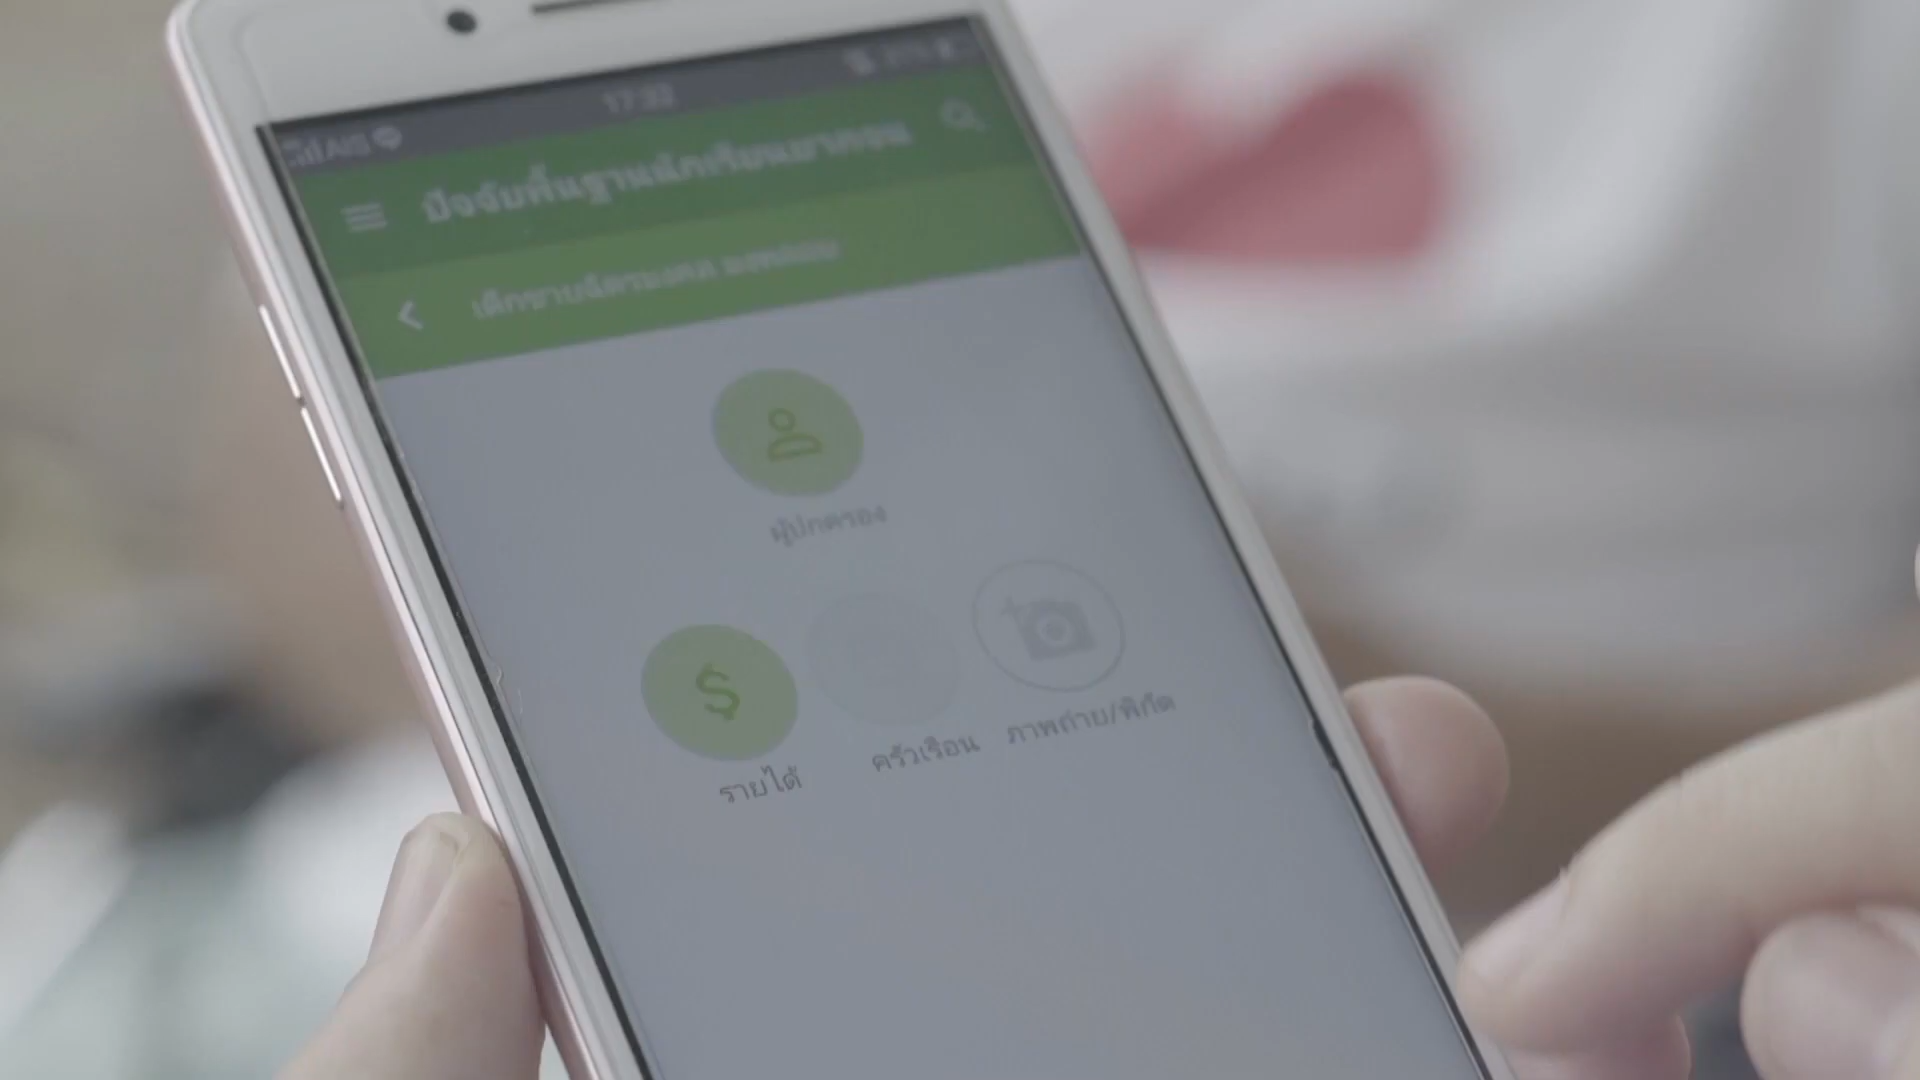 AIS
17:32
ปัจจัยพื้นฐานนักเรียนยากจน
ผู้ปกครอง
รายได้
ครัวเรือน
ภาพถ่าย/พิกัด